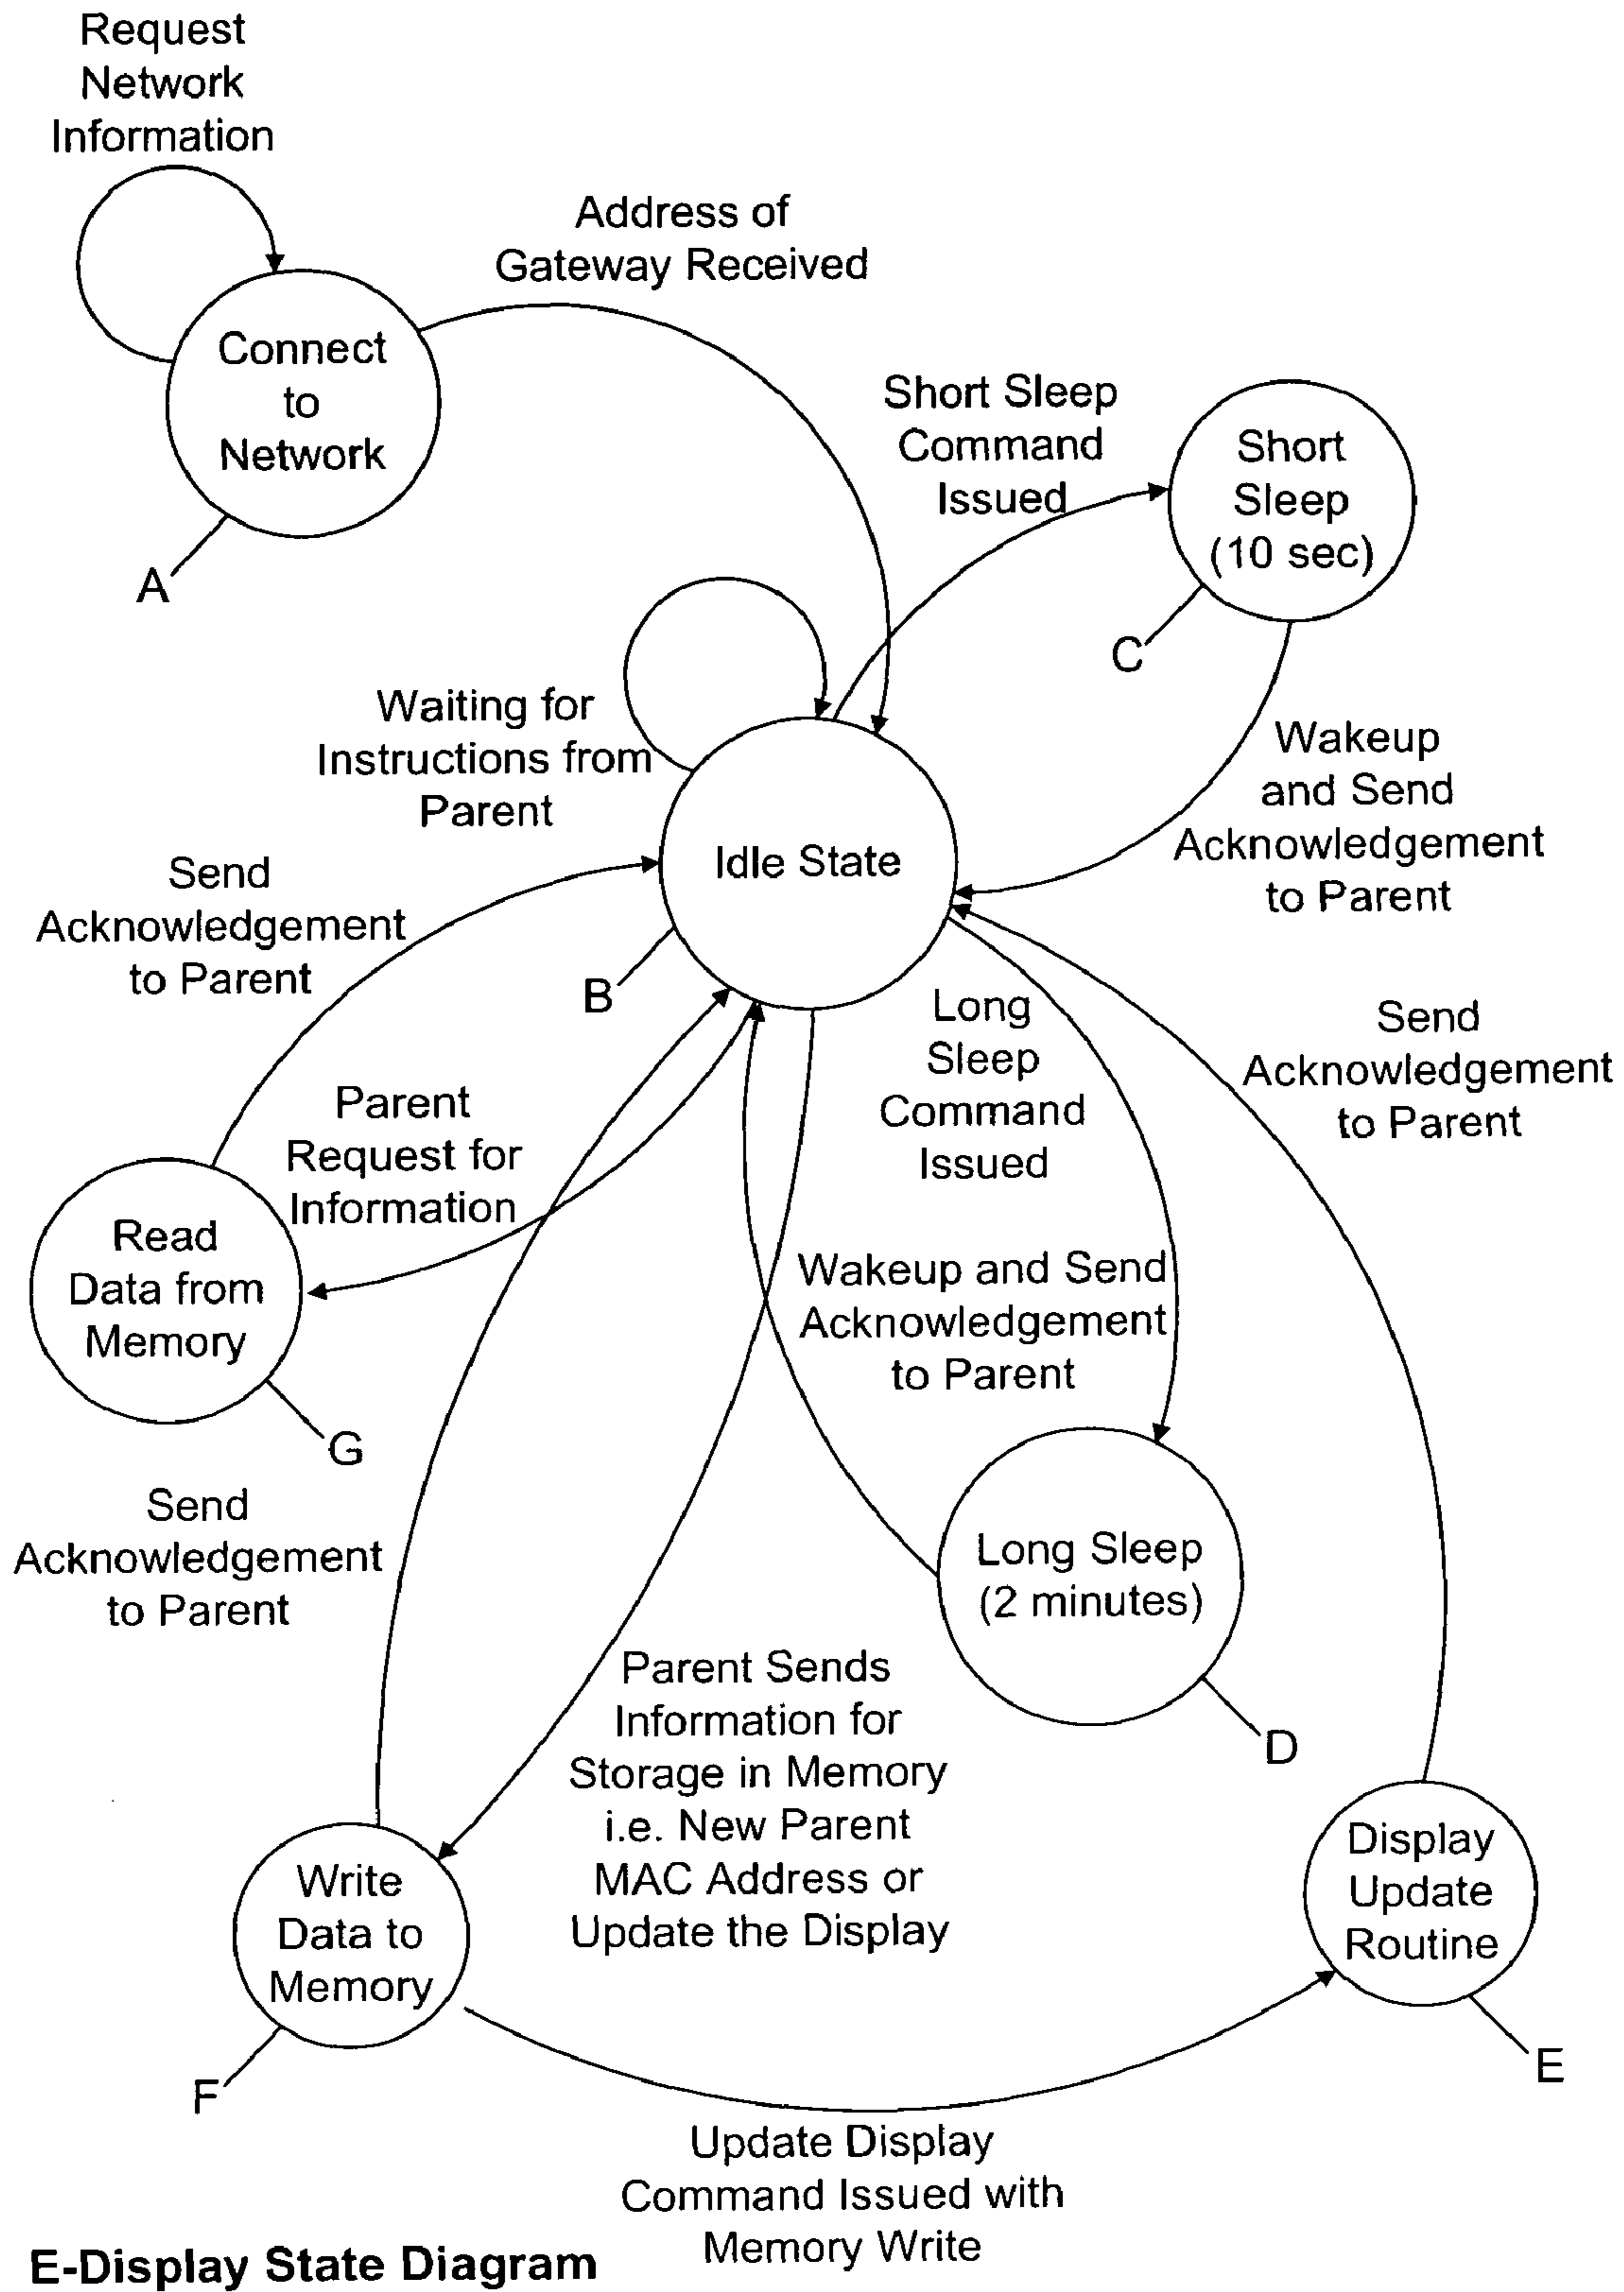 Request
Network
Information
Address of
Gateway Received
Connect
to
Network
A
Short Sleep
Command
Issued
Short
Sleep
(10 sec)
C
Waiting for
Instructions from
Parent
Wakeup
and Send
Acknowledgement
to Parent
Idle State
B
Send
Acknowledgement
to Parent
Long
Sleep
Command
Issued
Send
Acknowledgement
to Parent
Parent
Request for
Information
Read
Data from
Memory
G
Wakeup and Send
Acknowledgement
to Parent
Send
Acknowledgement
to Parent
Long Sleep
(2 minutes)
D
Parent Sends
Information for
Storage in Memory
i.e. New Parent
MAC Address or
Update the Display
Display
Update
Routine
E
Write
Data to
Memory
F
Update Display
Command Issued with
Memory Write
E-Display State Diagram